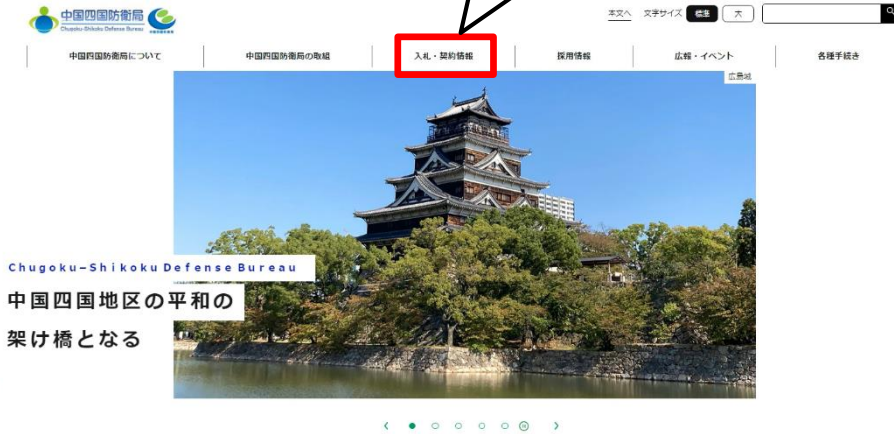 中国四国防衛局
Chugoku-Shikoku Defense Bureau
本文へ 文字サイズ 標準 大
中国四国防衛局について 中国四国防衛局の取組 入札・契約情報 採用情報 広報・イベント 各種手続き
広島城
Chugoku–Shikoku Defense Bureau
中国四国地区の平和の
架け橋となる